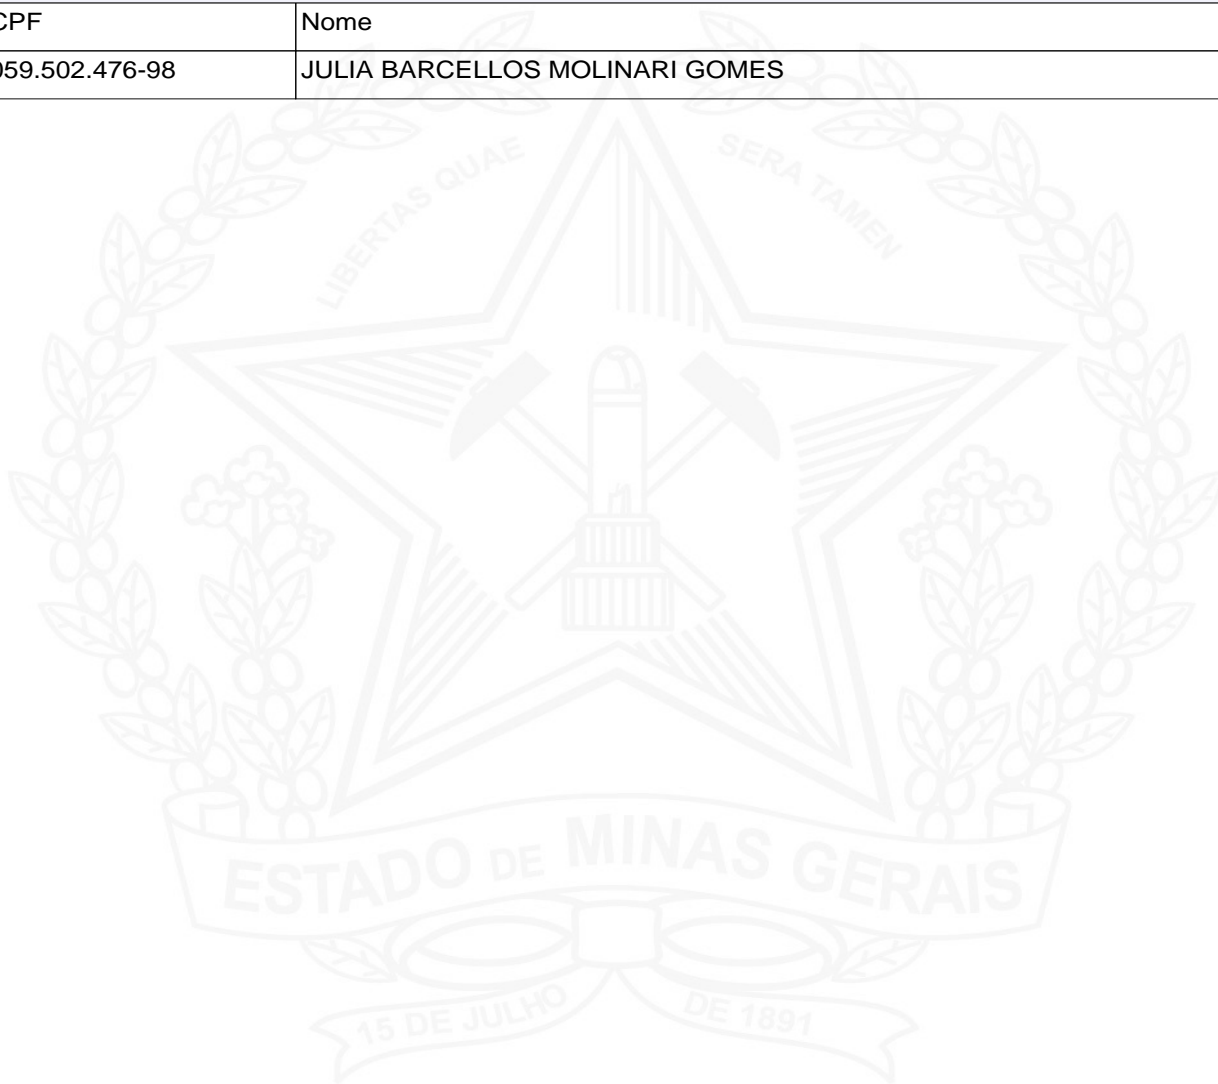 CPF Nome
059.502.476-98 JULIA BARCELLOS MOLINARI GOMES
LIBERTAS QUAE SERA TAMEN
ESTADO DE MINAS GERAIS
15 DE JULHO DE 1891